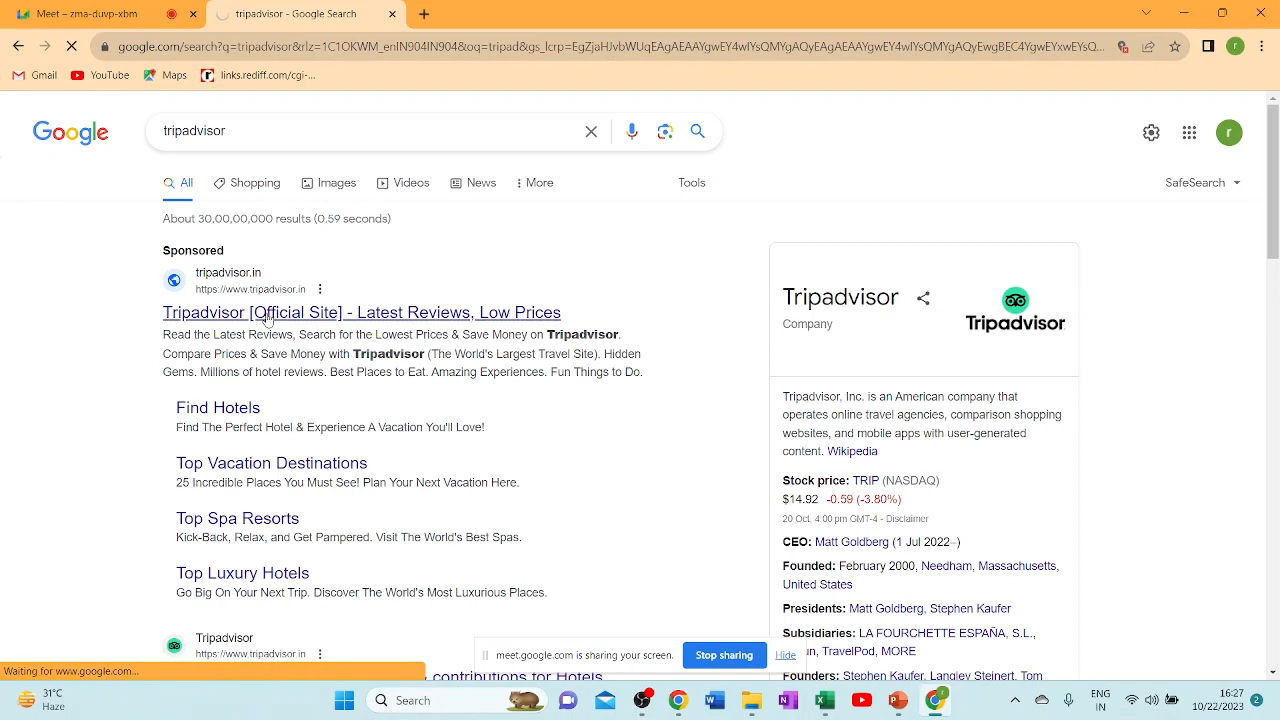 Meet – zma-duvp-xbm
tripadvisor - Google Search
google.com/search?q=tripadvisor&rlz=1C1OKWM_enIN904IN904&oq=tripad&gs_lcrp=EgZjaHJvbWUqEAgAEAAYgwEY4wIYsQMYgAQyEAgAEAAYgwEY4wIYsQMYgAQyEwgBEC4YgwEYxwEYsQ...
Gmail
YouTube
Maps
links.rediff.com/cgi-...
Google
tripadvisor
r
All
Shopping
Images
Videos
News
More
Tools
SafeSearch
About 30,00,00,000 results (0.59 seconds)
Sponsored
tripadvisor.in
https://www.tripadvisor.in
Tripadvisor [Official Site] - Latest Reviews, Low Prices
Read the Latest Reviews, Search for the Lowest Prices & Save Money on Tripadvisor.
Compare Prices & Save Money with Tripadvisor (The World's Largest Travel Site). Hidden
Gems. Millions of hotel reviews. Best Places to Eat. Amazing Experiences. Fun Things to Do.
Find Hotels
Find The Perfect Hotel & Experience A Vacation You'll Love!
Top Vacation Destinations
25 Incredible Places You Must See! Plan Your Next Vacation Here.
Top Spa Resorts
Kick-Back, Relax, and Get Pampered. Visit The World's Best Spas.
Top Luxury Hotels
Go Big On Your Next Trip. Discover The World's Most Luxurious Places.
Tripadvisor
https://www.tripadvisor.in
contributions for Hotels
Tripadvisor
Company
Tripadvisor
Tripadvisor, Inc. is an American company that
operates online travel agencies, comparison shopping
websites, and mobile apps with user-generated
content. Wikipedia
Stock price: TRIP (NASDAQ)
$14.92 -0.59 (-3.80%)
20 Oct, 4:00 pm GMT-4 - Disclaimer
CEO: Matt Goldberg (1 Jul 2022–)
Founded: February 2000, Needham, Massachusetts,
United States
Presidents: Matt Goldberg, Stephen Kaufer
Subsidiaries: LA FOURCHETTE ESPAÑA, S.L.,
TravelPod, MORE
Founders: Stephen Kaufer, Langley Steinert, Tom
meet.google.com is sharing your screen.
Stop sharing
Hide
Waiting for www.google.com...
31°C
Haze
Search
ENG
IN
16:27
10/22/2023
2